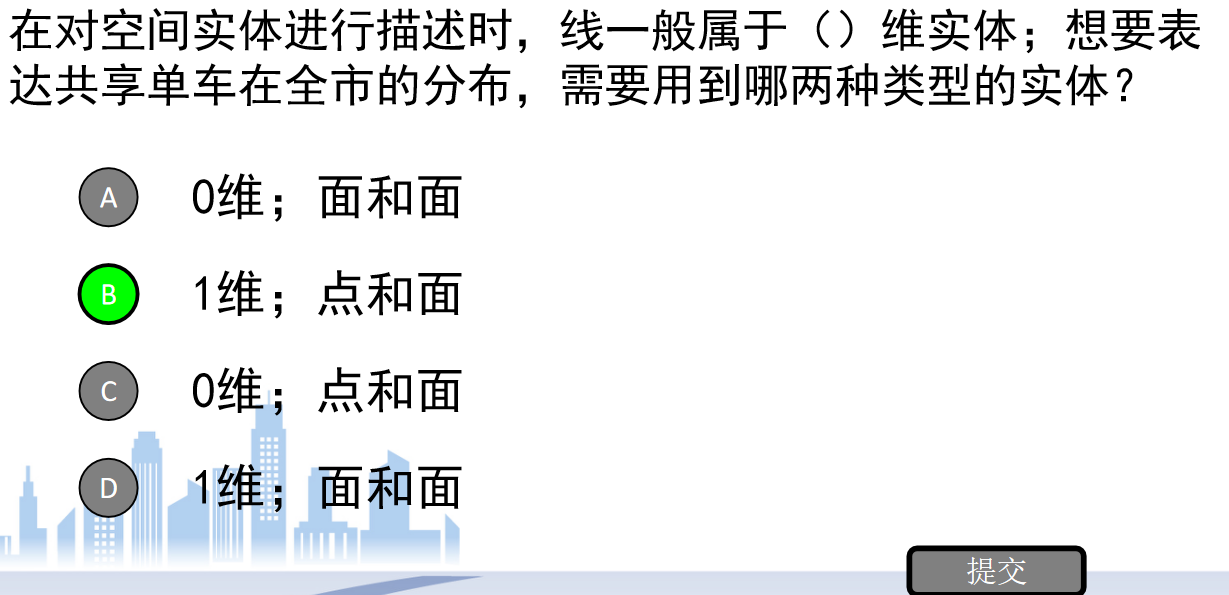 在对空间实体进行描述时，线一般属于（）维实体；想要表
达共享单车在全市的分布，需要用到哪两种类型的实体？
A 0维；面和面
B 1维；点和面
C 0维；点和面
D 1维；面和面
提交